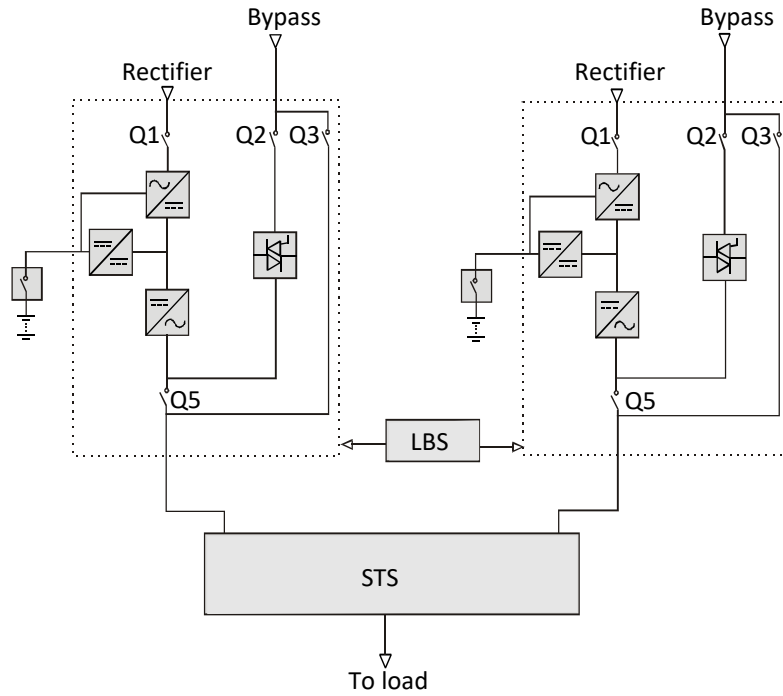 Bypass
Bypass
Rectifier
Rectifier
Q1
Q2
Q3
Q1
Q2
Q3
Q5
Q5
LBS
STS
To load